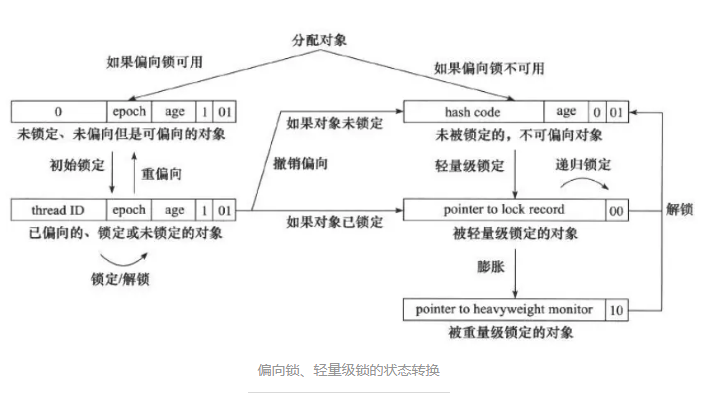 分配对象
如果偏向锁可用
如果偏向锁不可用
0 epoch age 1 01
未锁定、未偏向但是可偏向的对象
hash code age 0 01
未被锁定的，不可偏向对象
如果对象未锁定
初始锁定
重偏向
撤销偏向
轻量级锁定
递归锁定
thread ID epoch age 1 01
已偏向的、锁定或未锁定的对象
如果对象已锁定
pointer to lock record 00
被轻量级锁定的对象
解锁
锁定/解锁
膨胀
pointer to heavyweight monitor 10
被重量级锁定的对象
偏向锁、轻量级锁的状态转换